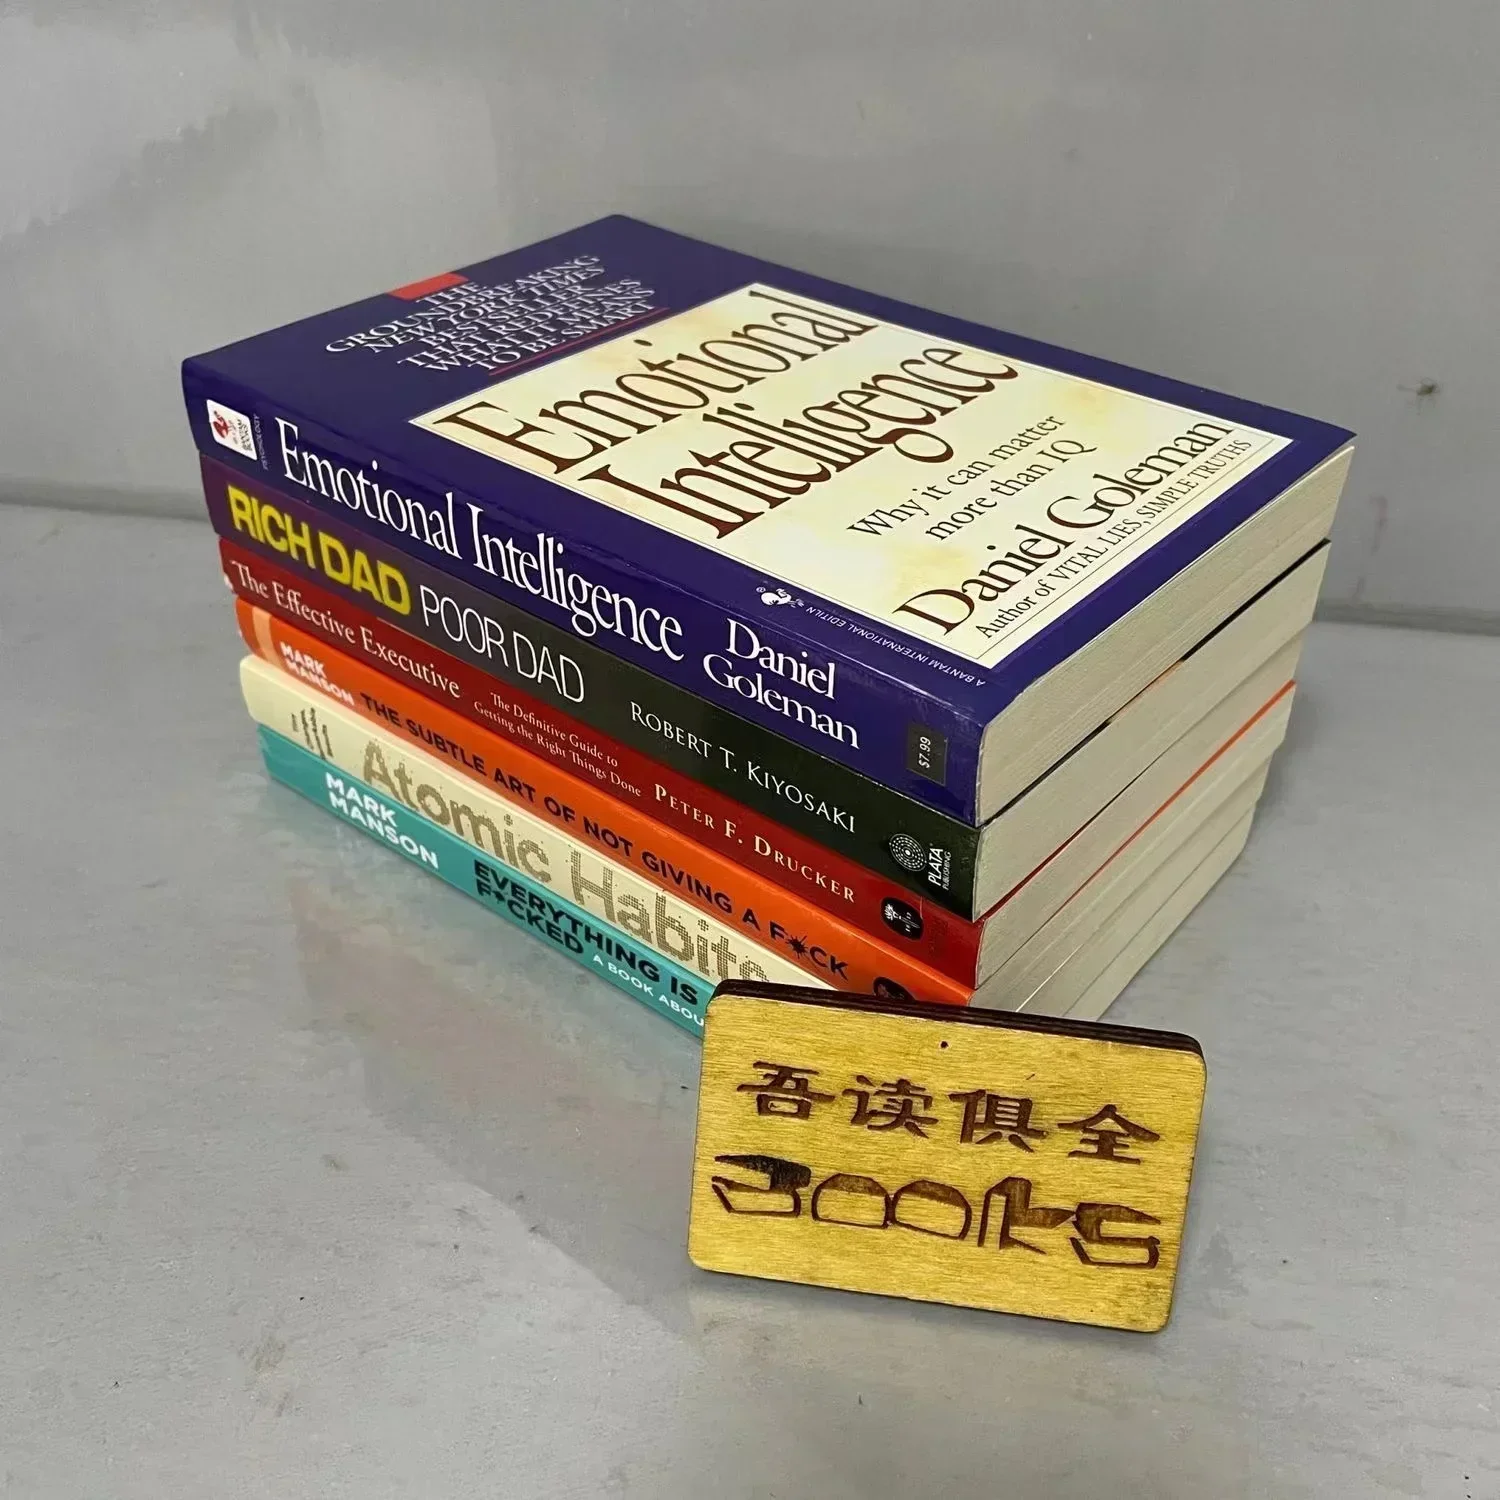 THE
GROUNDBREAKING
NEW YORK TIMES
BESTSELLER
THAT REDEFINES
WHAT IT MEANS
TO BE SMART
Emotional
Intelligence
Why it can matter
more than IQ
Daniel Goleman
Author of VITAL LIES, SIMPLE TRUTHS
A BANTAM INTERNATIONAL EDITILN
BANTAM
BOOKS
PSYCHOLOGY
Emotional Intelligence
Daniel
Goleman
$7.99
RICH DAD POOR DAD
ROBERT T. KIYOSAKI
PLATA
PUBLISHING
The Effective Executive
The Definitive Guide to
Getting the Right Things Done
PETER F. DRUCKER
MARK
MANSON
THE SUBTLE ART OF NOT GIVING A F*CK
Atomic Habits
MARK
MANSON
EVERYTHING IS
F*CKED
A BOOK ABOU
吾读俱全
BOOKS